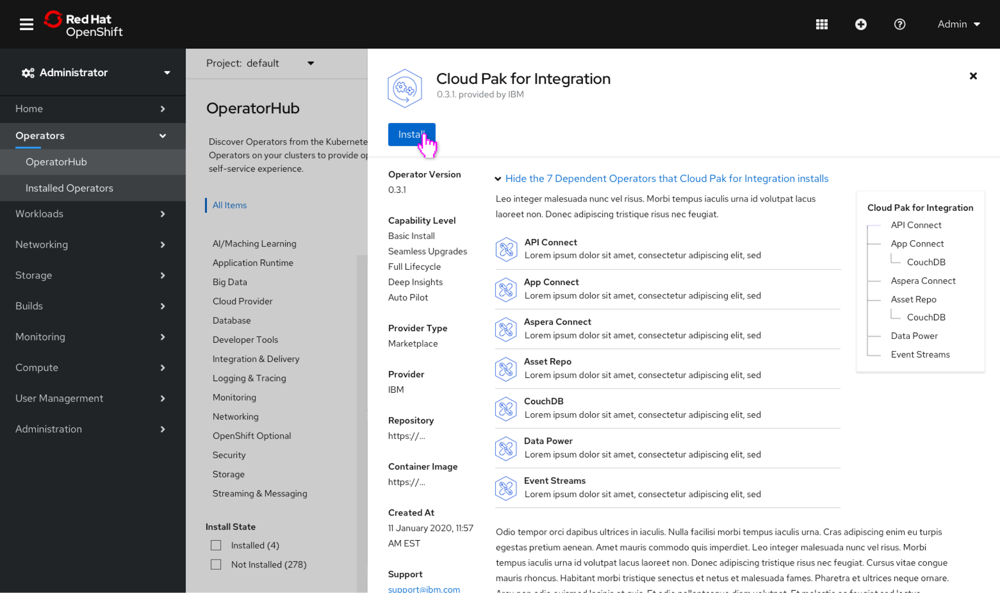 Red Hat
OpenShift
Admin
Administrator
Home
Operators
OperatorHub
Installed Operators
Workloads
Networking
Storage
Builds
Monitoring
Compute
User Managerment
Administration
Project: default
OperatorHub
Discover Operators from the Kubernete
Operators on your clusters to provide op
self-service experience.
All Items
AI/Maching Learning
Application Runtime
Big Data
Cloud Provider
Database
Developer Tools
Integration & Delivery
Logging & Tracing
Monitoring
Networking
OpenShift Optional
Security
Storage
Streaming & Messaging
Install State
Installed (4)
Not Installed (278)
Cloud Pak for Integration
0.3.1. provided by IBM
Install
Operator Version
0.3.1
Capability Level
Basic Install
Seamless Upgrades
Full Lifecycle
Deep Insights
Auto Pilot
Provider Type
Marketplace
Provider
IBM
Repository
https://...
Container Image
https://...
Created At
11 January 2020, 11:57
AM EST
Support
support@ibm.com
Hide the 7 Dependent Operators that Cloud Pak for Integration installs
Leo integer malesuada nunc vel risus. Morbi tempus iaculis urna id volutpat lacus
laoreet non. Donec adipiscing tristique risus nec feugiat.
API Connect
Lorem ipsum dolor sit amet, consectetur adipiscing elit, sed
App Connect
Lorem ipsum dolor sit amet, consectetur adipiscing elit, sed
Aspera Connect
Lorem ipsum dolor sit amet, consectetur adipiscing elit, sed
Asset Repo
Lorem ipsum dolor sit amet, consectetur adipiscing elit, sed
CouchDB
Lorem ipsum dolor sit amet, consectetur adipiscing elit, sed
Data Power
Lorem ipsum dolor sit amet, consectetur adipiscing elit, sed
Event Streams
Lorem ipsum dolor sit amet, consectetur adipiscing elit, sed
Odio tempor orci dapibus ultrices in iaculis. Nulla facilisi morbi tempus iaculis urna. Cras adipiscing enim eu turpis
egestas pretium aenean. Amet mauris commodo quis imperdiet. Leo integer malesuada nunc vel risus. Morbi
tempus iaculis urna id volutpat lacus laoreet non. Donec adipiscing tristique risus nec feugiat. Cursus vitae congue
mauris rhoncus. Habitant morbi tristique senectus et netus et malesuada fames. Pharetra et ultrices neque ornare.
Cloud Pak for Integration
API Connect
App Connect
CouchDB
Aspera Connect
Asset Repo
CouchDB
Data Power
Event Streams